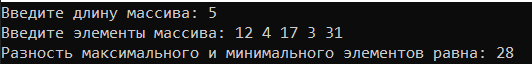 Введите длину массива: 5
Введите элементы массива: 12 4 17 3 31
Разность максимального и минимального элементов равна: 28